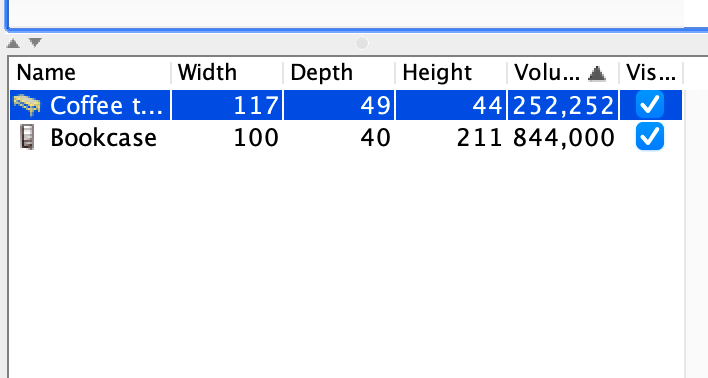 Name Width Depth Height Volu... Vis...
Coffee t... 117 49 44 252,252
Bookcase 100 40 211 844,000